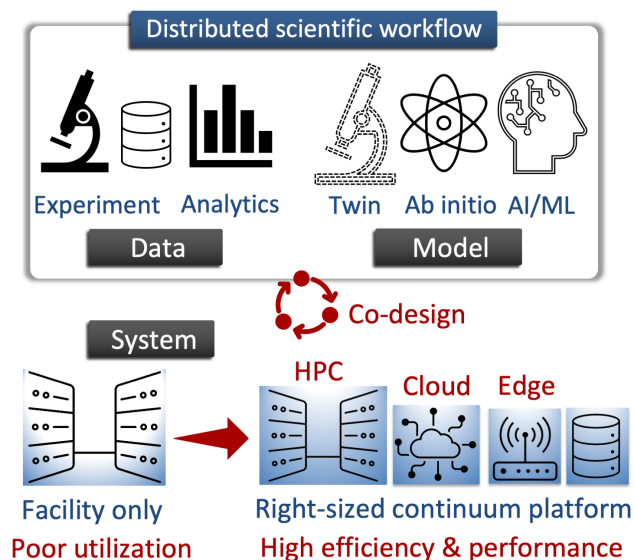 Distributed scientific workflow
Experiment Analytics
Twin Ab initio AI/ML
Data
Model
Co-design
System
HPC
Cloud
Edge
Facility only
Right-sized continuum platform
Poor utilization
High efficiency & performance